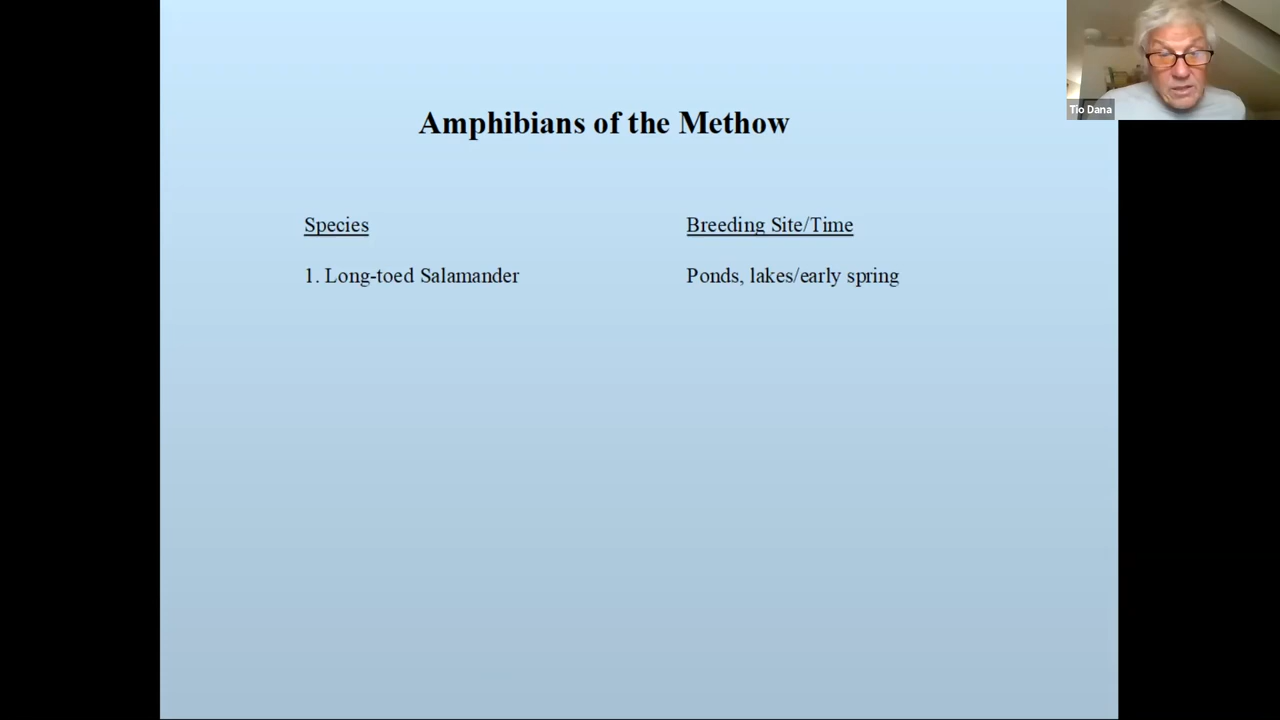 Amphibians of the Methow
Tio Dana
Species Breeding Site/Time
1. Long-toed Salamander Ponds, lakes/early spring